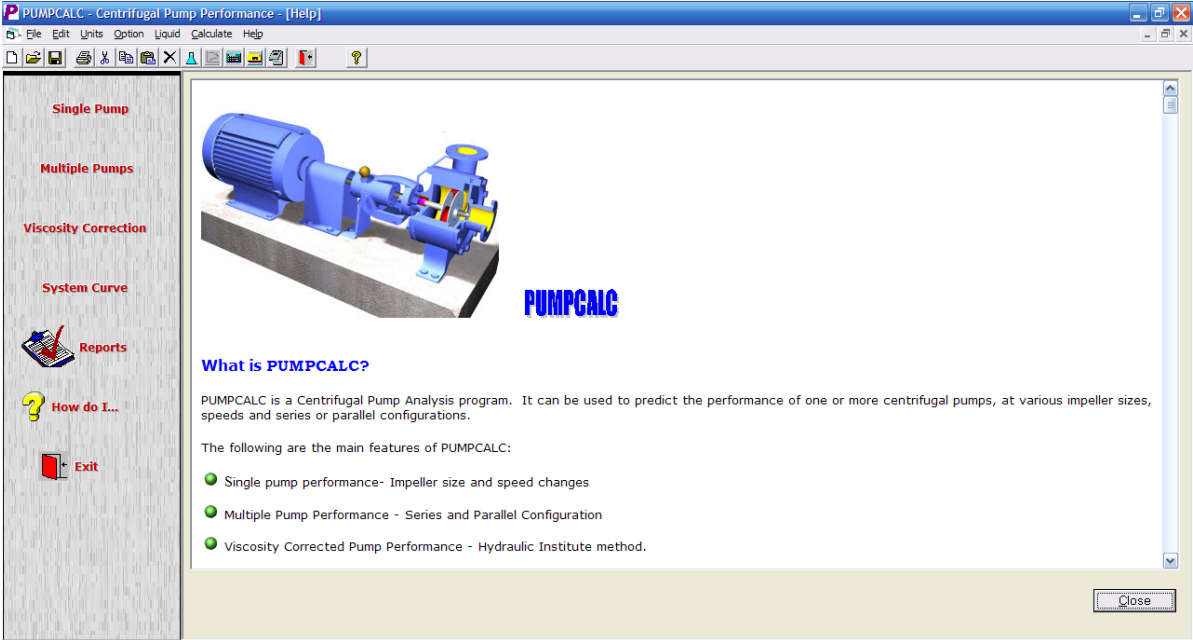 PUMPCALC - Centrifugal Pump Performance - [Help]
File Edit Units Option Liquid Calculate Help
Single Pump
Multiple Pumps
Viscosity Correction
System Curve
Reports
How do I...
Exit
PUMPCALC
What is PUMPCALC?
PUMPCALC is a Centrifugal Pump Analysis program.  It can be used to predict the performance of one or more centrifugal pumps, at various impeller sizes,
speeds and series or parallel configurations.
The following are the main features of PUMPCALC:
Single pump performance- Impeller size and speed changes
Multiple Pump Performance - Series and Parallel Configuration
Viscosity Corrected Pump Performance - Hydraulic Institute method.
Close